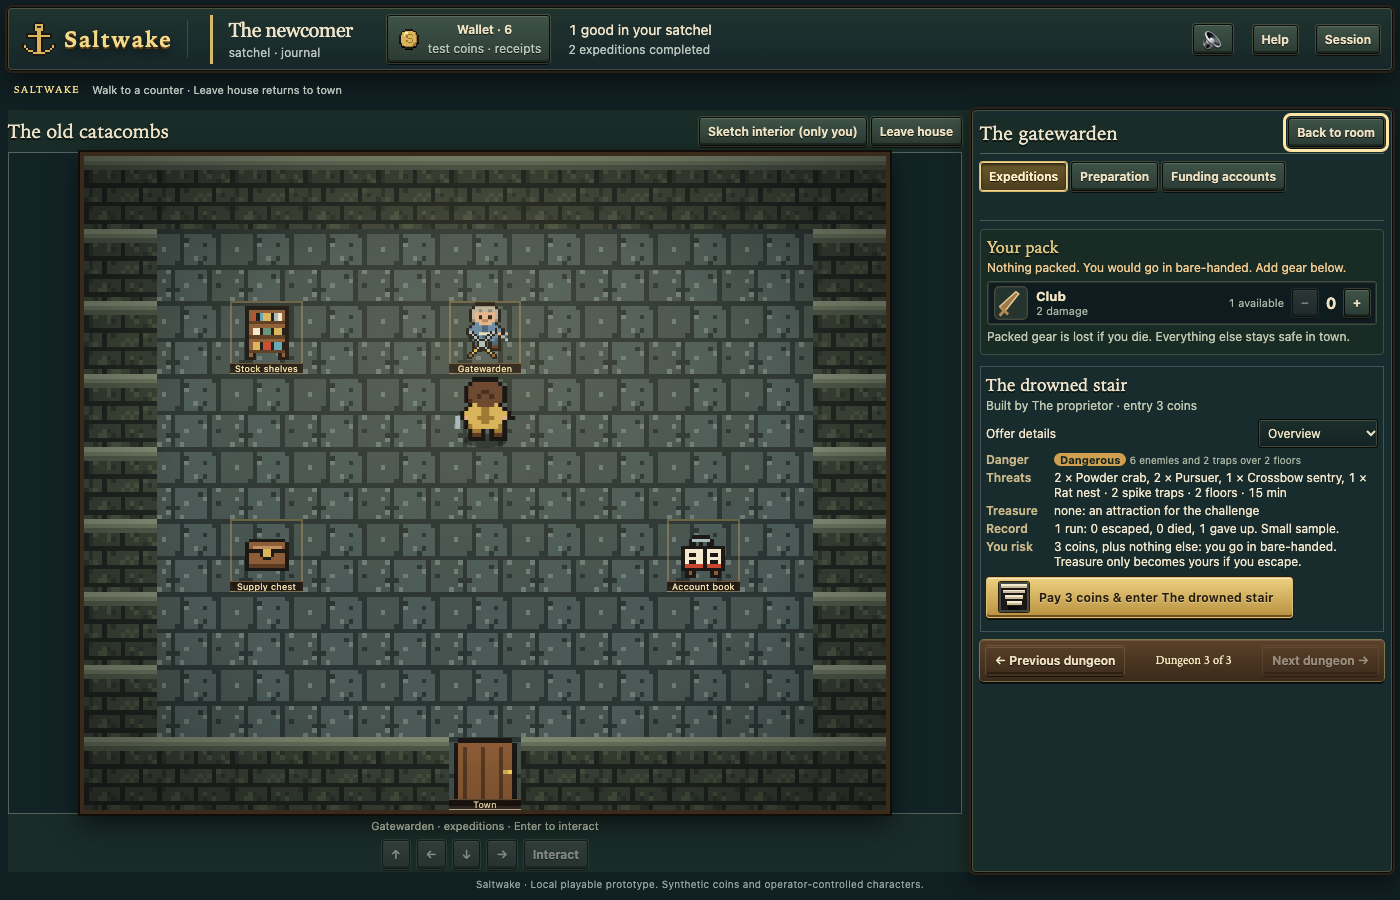 Saltwake
The newcomer
satchel · journal
Wallet · 6
test coins · receipts
1 good in your satchel
2 expeditions completed
Help
Session
SALTWAKE Walk to a counter · Leave house returns to town
The old catacombs
Sketch interior (only you)
Leave house
Stock shelves
Gatewarden
Supply chest
Account book
Town
Gatewarden · expeditions · Enter to interact
↑ ← ↓ → Interact
The gatewarden
Back to room
Expeditions
Preparation
Funding accounts
Your pack
Nothing packed. You would go in bare-handed. Add gear below.
Club
2 damage
1 available − 0 +
Packed gear is lost if you die. Everything else stays safe in town.
The drowned stair
Built by The proprietor · entry 3 coins
Offer details
Overview
Danger Dangerous 6 enemies and 2 traps over 2 floors
Threats 2 × Powder crab, 2 × Pursuer, 1 × Crossbow sentry, 1 ×
Rat nest · 2 spike traps · 2 floors · 15 min
Treasure none: an attraction for the challenge
Record 1 run: 0 escaped, 0 died, 1 gave up. Small sample.
You risk 3 coins, plus nothing else: you go in bare-handed.
Treasure only becomes yours if you escape.
Pay 3 coins & enter The drowned stair
← Previous dungeon
Dungeon 3 of 3
Next dungeon →
Saltwake · Local playable prototype. Synthetic coins and operator-controlled characters.